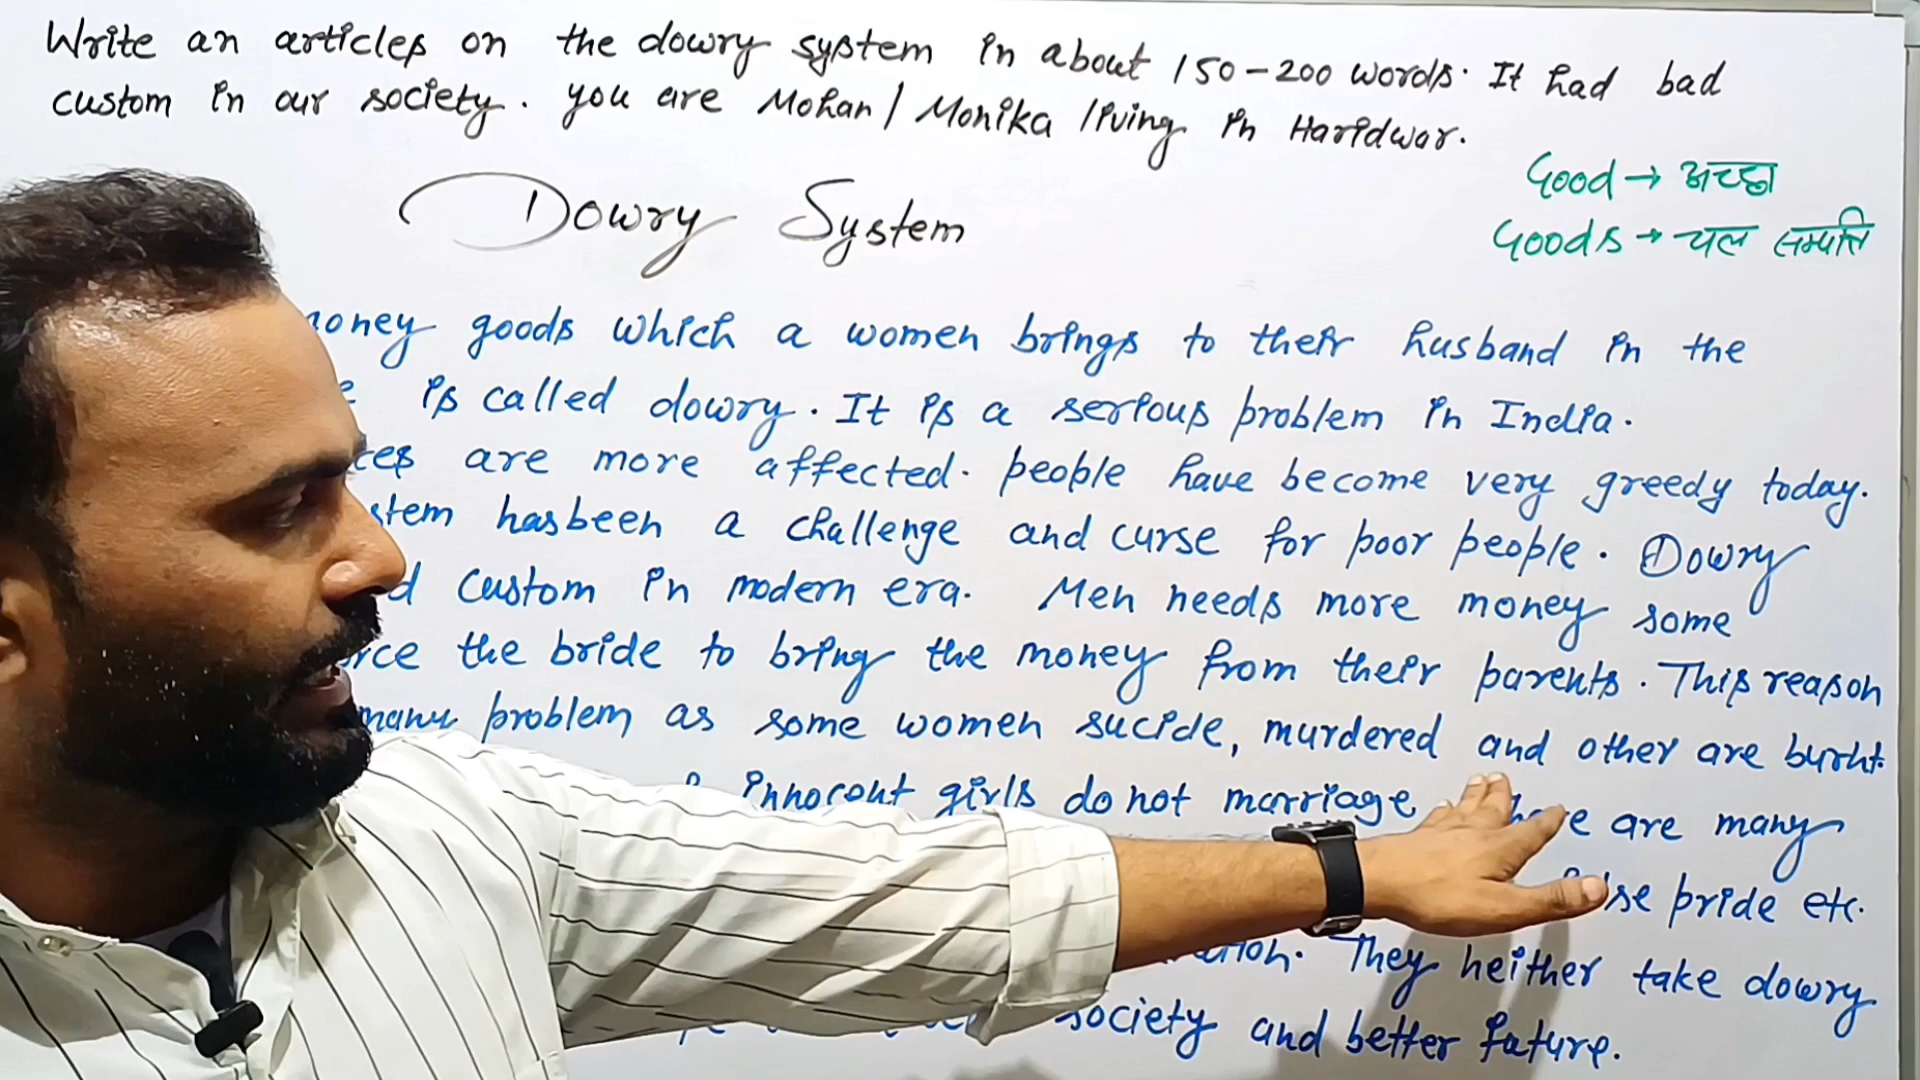 Write an articles on the dowry system in about 150-200 words. It had bad
custom in our society. you are Mohan/Monika living in Haridwar.
Good → अच्छा
Dowry System
Goods → चल सम्पत्ति
goods which a women brings to their husband in the
is called dowry. It is a serious problem in India.
are more affected. people have become very greedy today.
hasbeen a challenge and curse for poor people. Dowry
custom in modern era. Men needs more money some
the bride to bring the money from their parents. This reason
many problem as some women sucide, murdered and other are burnt.
innocent girls do not marriage are many
pride etc.
They neither take dowry
society and better future.